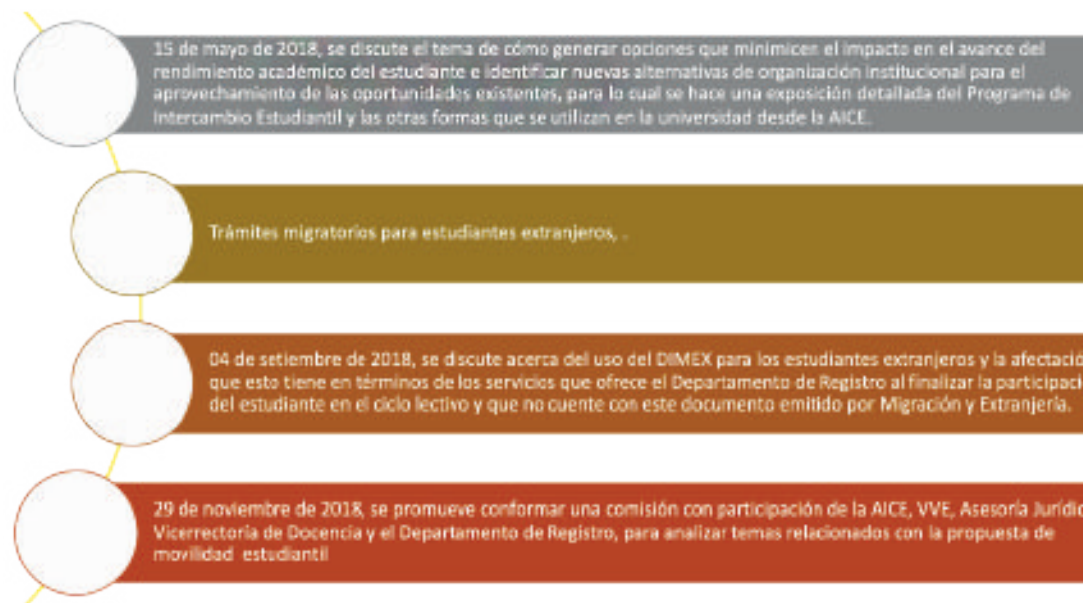 15 de mayo de 2018, se discute el tema de cómo generar opciones que minimicen el impacto en el avance del
rendimiento académico del estudiante e identificar nuevas alternativas de organización institucional para el
aprovechamiento de las oportunidades existentes, para lo cual se hace una exposición detallada del Programa de
Intercambio Estudiantil y las otras formas que se utilizan en la universidad desde la AICE.
Trámites migratorios para estudiantes extranjeros, .
04 de setiembre de 2018, se discute acerca del uso del DIMEX para los estudiantes extranjeros y la afectació
que esto tiene en términos de los servicios que ofrece el Departamento de Registro al finalizar la participaci
del estudiante en el ciclo lectivo y que no cuente con este documento emitido por Migración y Extranjería.
29 de noviembre de 2018, se promueve conformar una comisión con participación de la AICE, VVE, Asesoría Jurídic
Vicerrectoría de Docencia y el Departamento de Registro, para analizar temas relacionados con la propuesta de
movilidad estudiantil